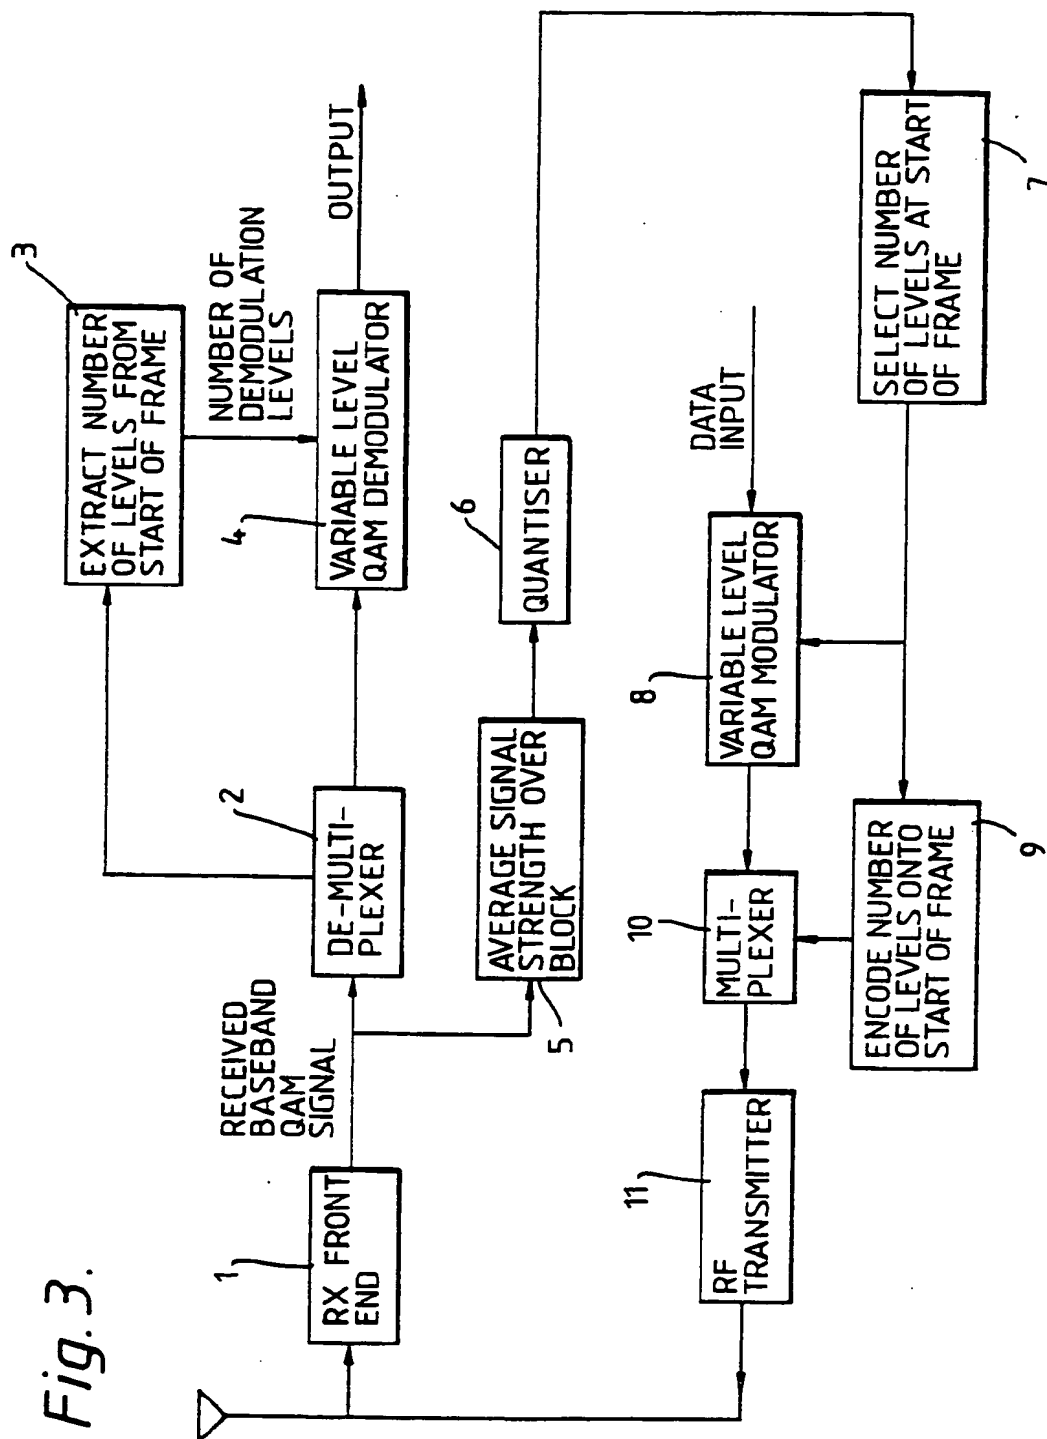 Fig. 3.
1
RX FRONT
END
RECEIVED
BASEBAND
QAM
SIGNAL
2
DE-MULTI-
PLEXER
3
EXTRACT NUMBER
OF LEVELS FROM
START OF FRAME
NUMBER OF
DEMODULATION
LEVELS
4
VARIABLE LEVEL
QAM DEMODULATOR
OUTPUT
5
AVERAGE SIGNAL
STRENGTH OVER
BLOCK
6
QUANTISER
7
SELECT NUMBER
OF LEVELS AT START
OF FRAME
DATA
INPUT
8
VARIABLE LEVEL
QAM MODULATOR
9
ENCODE NUMBER
OF LEVELS ONTO
START OF FRAME
10
MULTI-
PLEXER
11
RF
TRANSMITTER